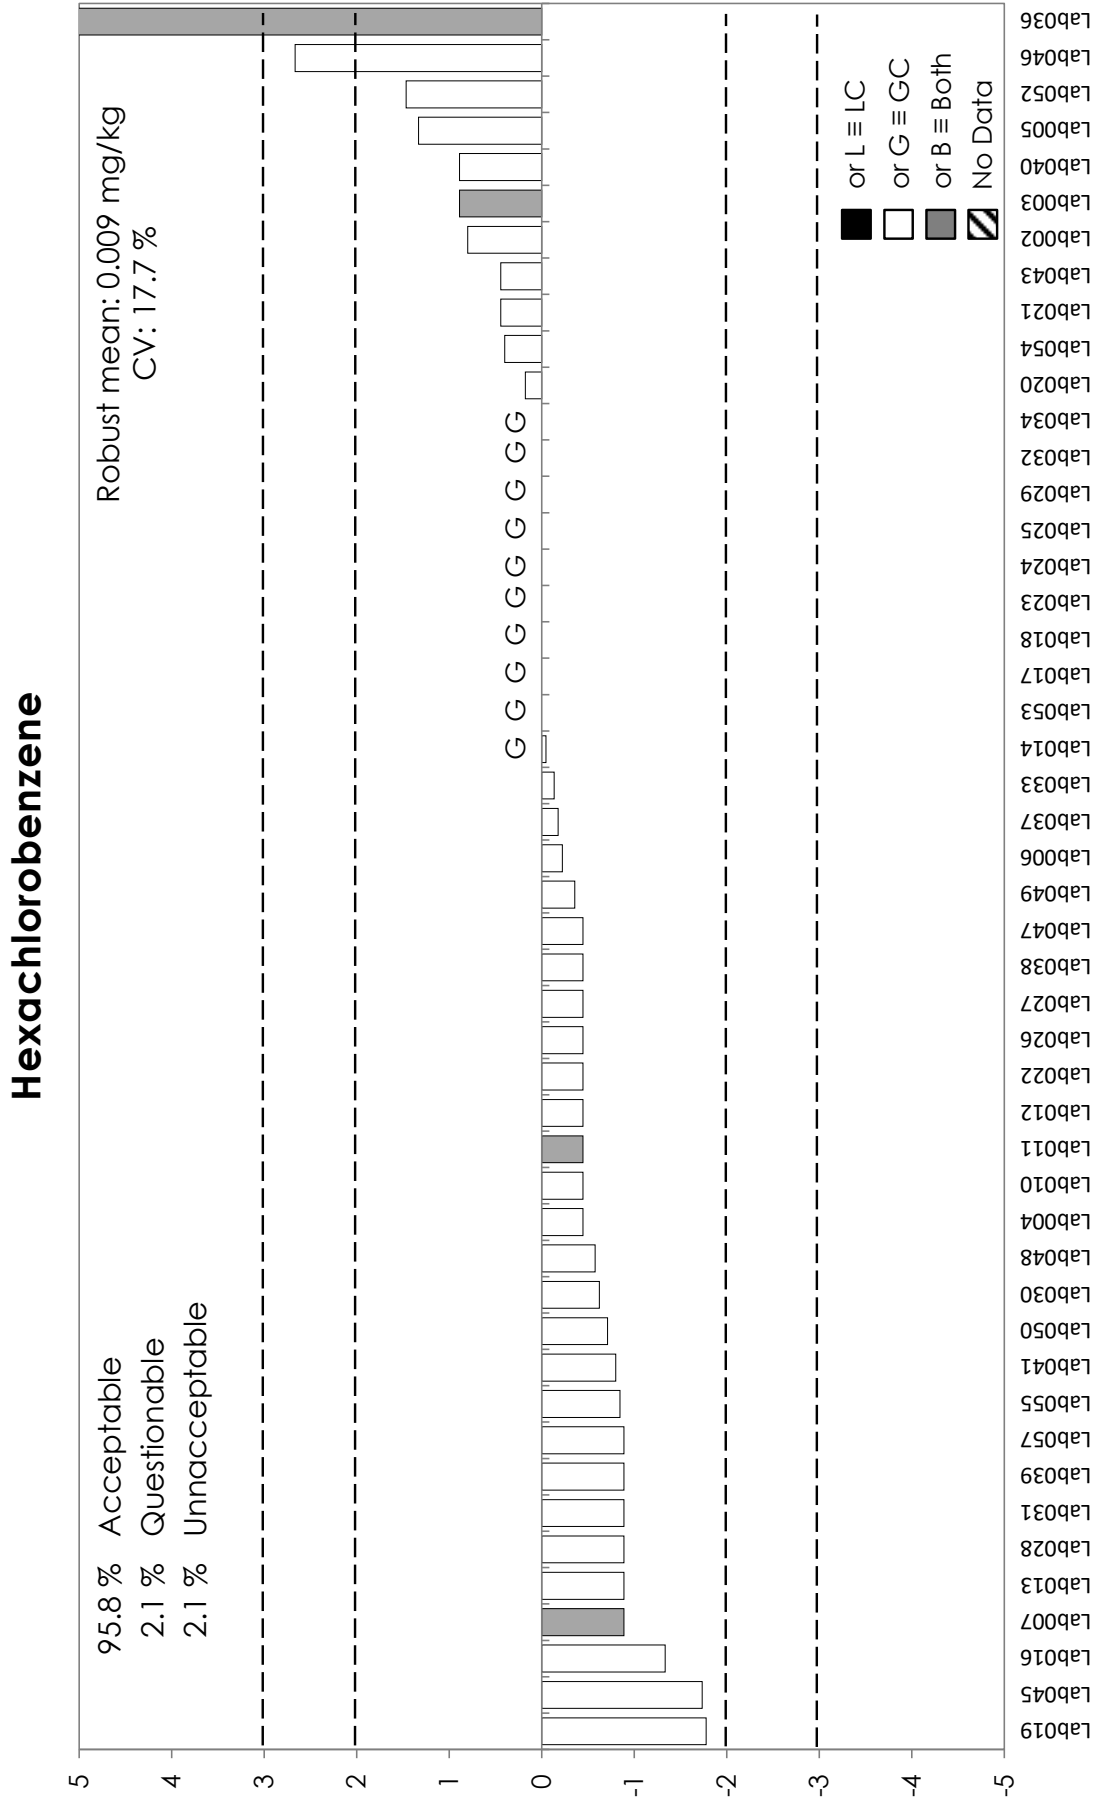 Hexachlorobenzene
95.8 % Acceptable
2.1 % Questionable
2.1 % Unnacceptable
Robust mean: 0.009 mg/kg
CV: 17.7 %
5
4
3
2
1
0
-1
-2
-3
-4
-5
G G G G G G G G G G
or L ≡ LC
or G ≡ GC
or B ≡ Both
No Data
Lab019
Lab045
Lab016
Lab007
Lab013
Lab028
Lab031
Lab039
Lab057
Lab055
Lab041
Lab050
Lab030
Lab048
Lab004
Lab010
Lab011
Lab012
Lab022
Lab026
Lab027
Lab038
Lab047
Lab049
Lab006
Lab037
Lab033
Lab014
Lab053
Lab017
Lab018
Lab023
Lab024
Lab025
Lab029
Lab032
Lab034
Lab020
Lab054
Lab021
Lab043
Lab002
Lab003
Lab040
Lab005
Lab052
Lab046
Lab036